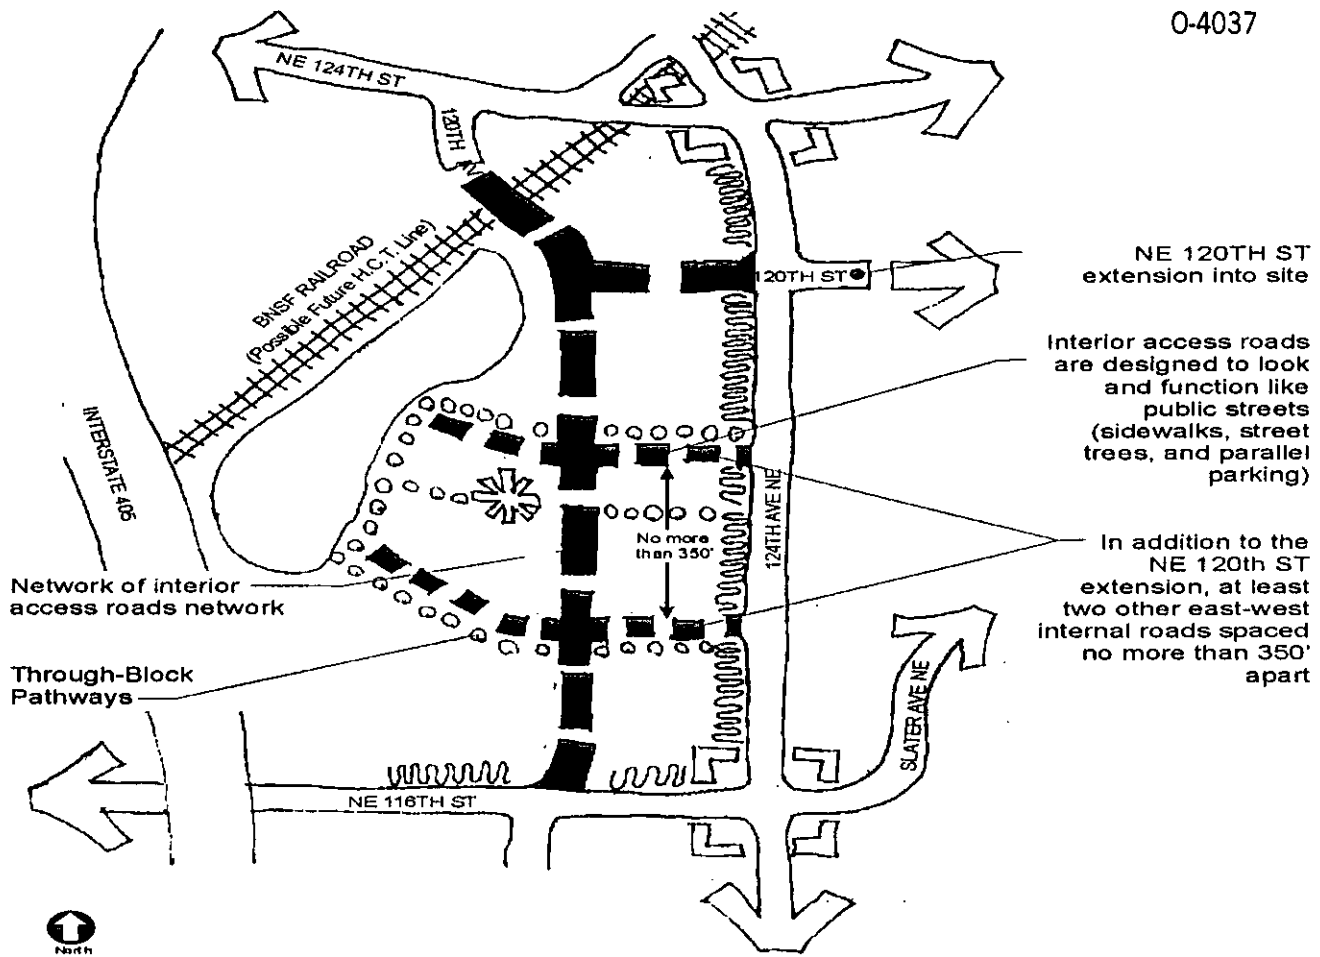 O-4037
NE 124TH ST
120TH AV
BNSF RAILROAD
(Possible Future H.C.T. Line)
120TH ST
NE 120TH ST
extension into site
Interior access roads
are designed to look
and function like
public streets
(sidewalks, street
trees, and parallel
parking)
INTERSTATE 405
124TH AVE NE
No more
than 350'
In addition to the
NE 120th ST
extension, at least
two other east-west
internal roads spaced
no more than 350'
apart
Network of interior
access roads network
Through-Block
Pathways
SLATER AVE NE
NE 116TH ST
North